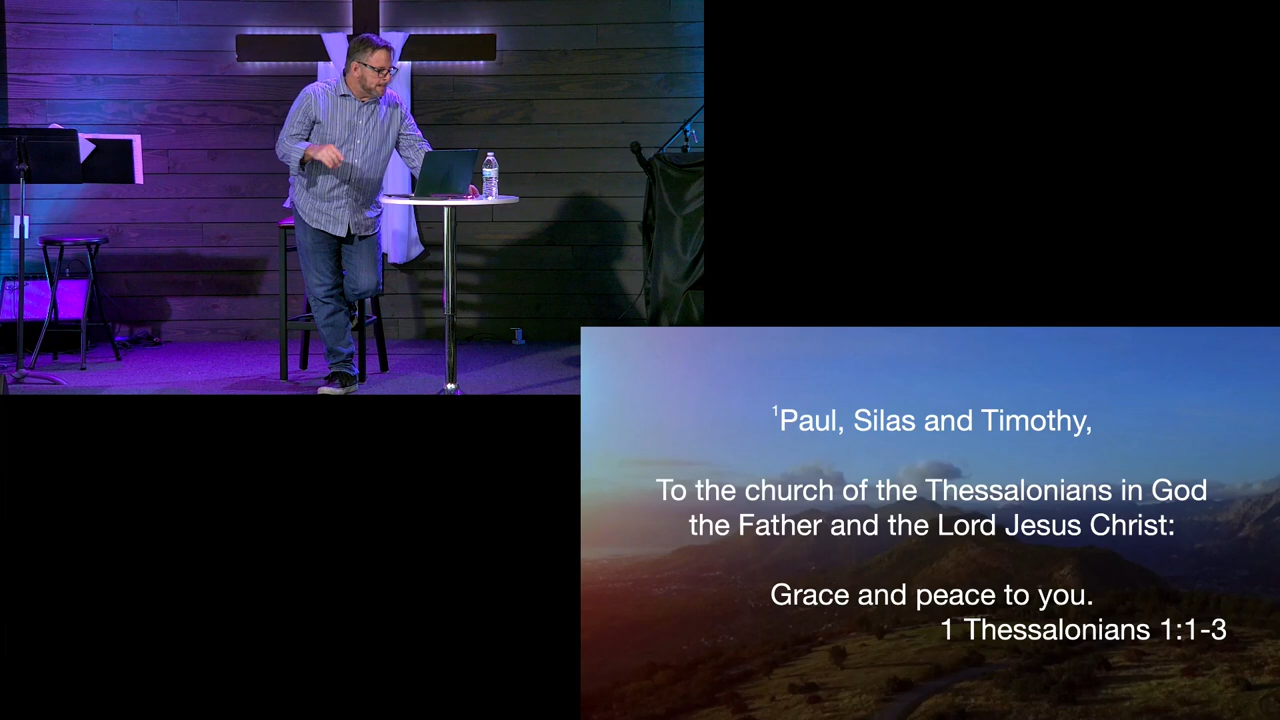 ¹Paul, Silas and Timothy,
To the church of the Thessalonians in God
the Father and the Lord Jesus Christ:
Grace and peace to you.
1 Thessalonians 1:1-3